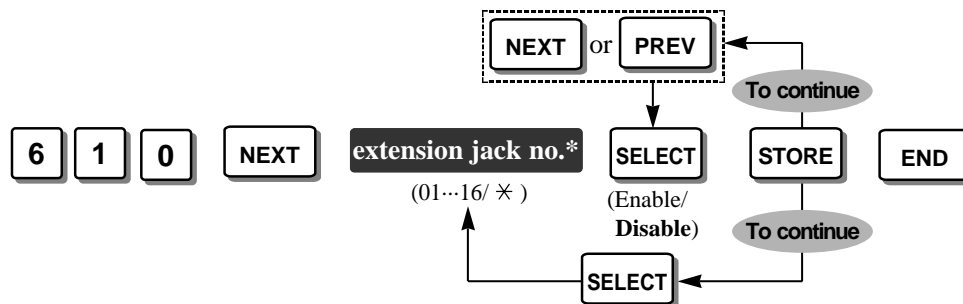 NEXT or PREV
To continue
6 1 0 NEXT extension jack no.* SELECT STORE END
(01···16/ ✳ )
(Enable/
Disable)
To continue
SELECT